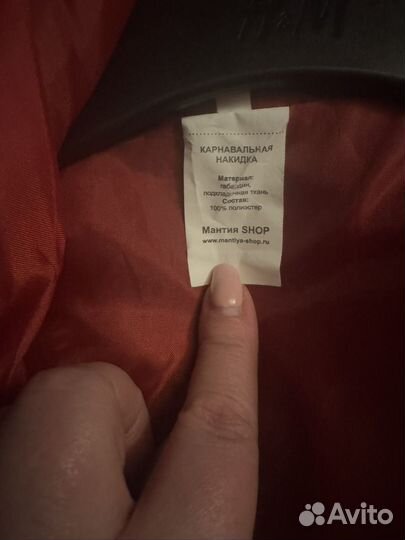 КАРНАВАЛЬНАЯ
НАКИДКА
Материал:
габардин,
подкладочная ткань
Состав:
100% полиэстер
Мантия SHOP
www.mantiya-shop.ru
Avito